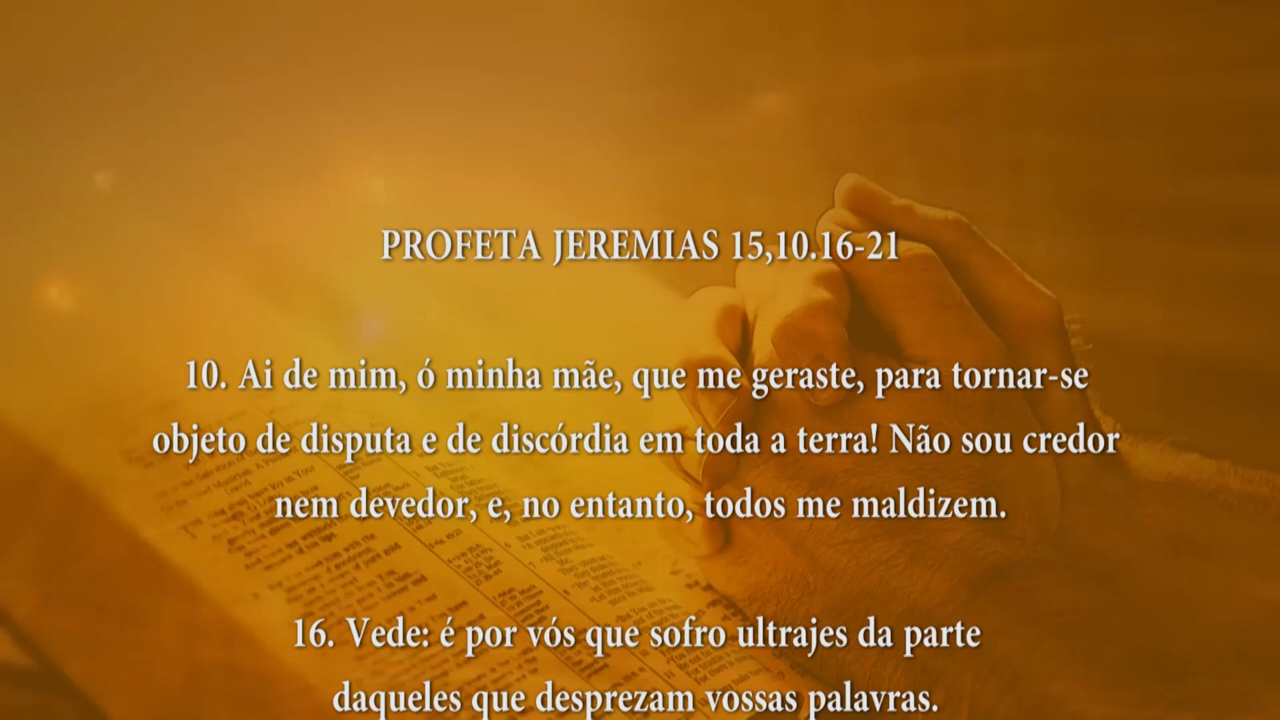 PROFETA JEREMIAS 15,10.16-21
10. Ai de mim, ó minha mãe, que me geraste, para tornar-se
objeto de disputa e de discórdia em toda a terra! Não sou credor
nem devedor, e, no entanto, todos me maldizem.
16. Vede: é por vós que sofro ultrajes da parte
daqueles que desprezam vossas palavras.